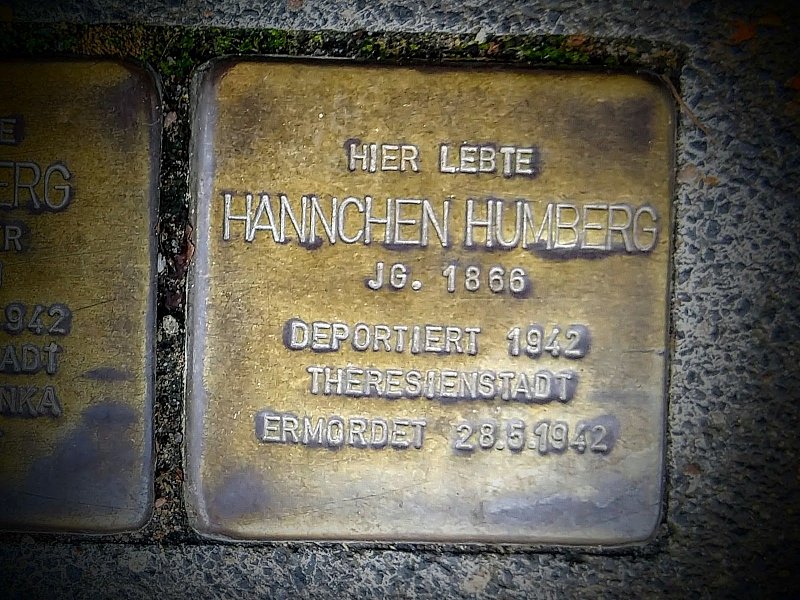 HIER LEBTE
HANNCHEN HUMBERG
JG. 1866
DEPORTIERT 1942
THERESIENSTADT
ERMORDET 28.5.1942